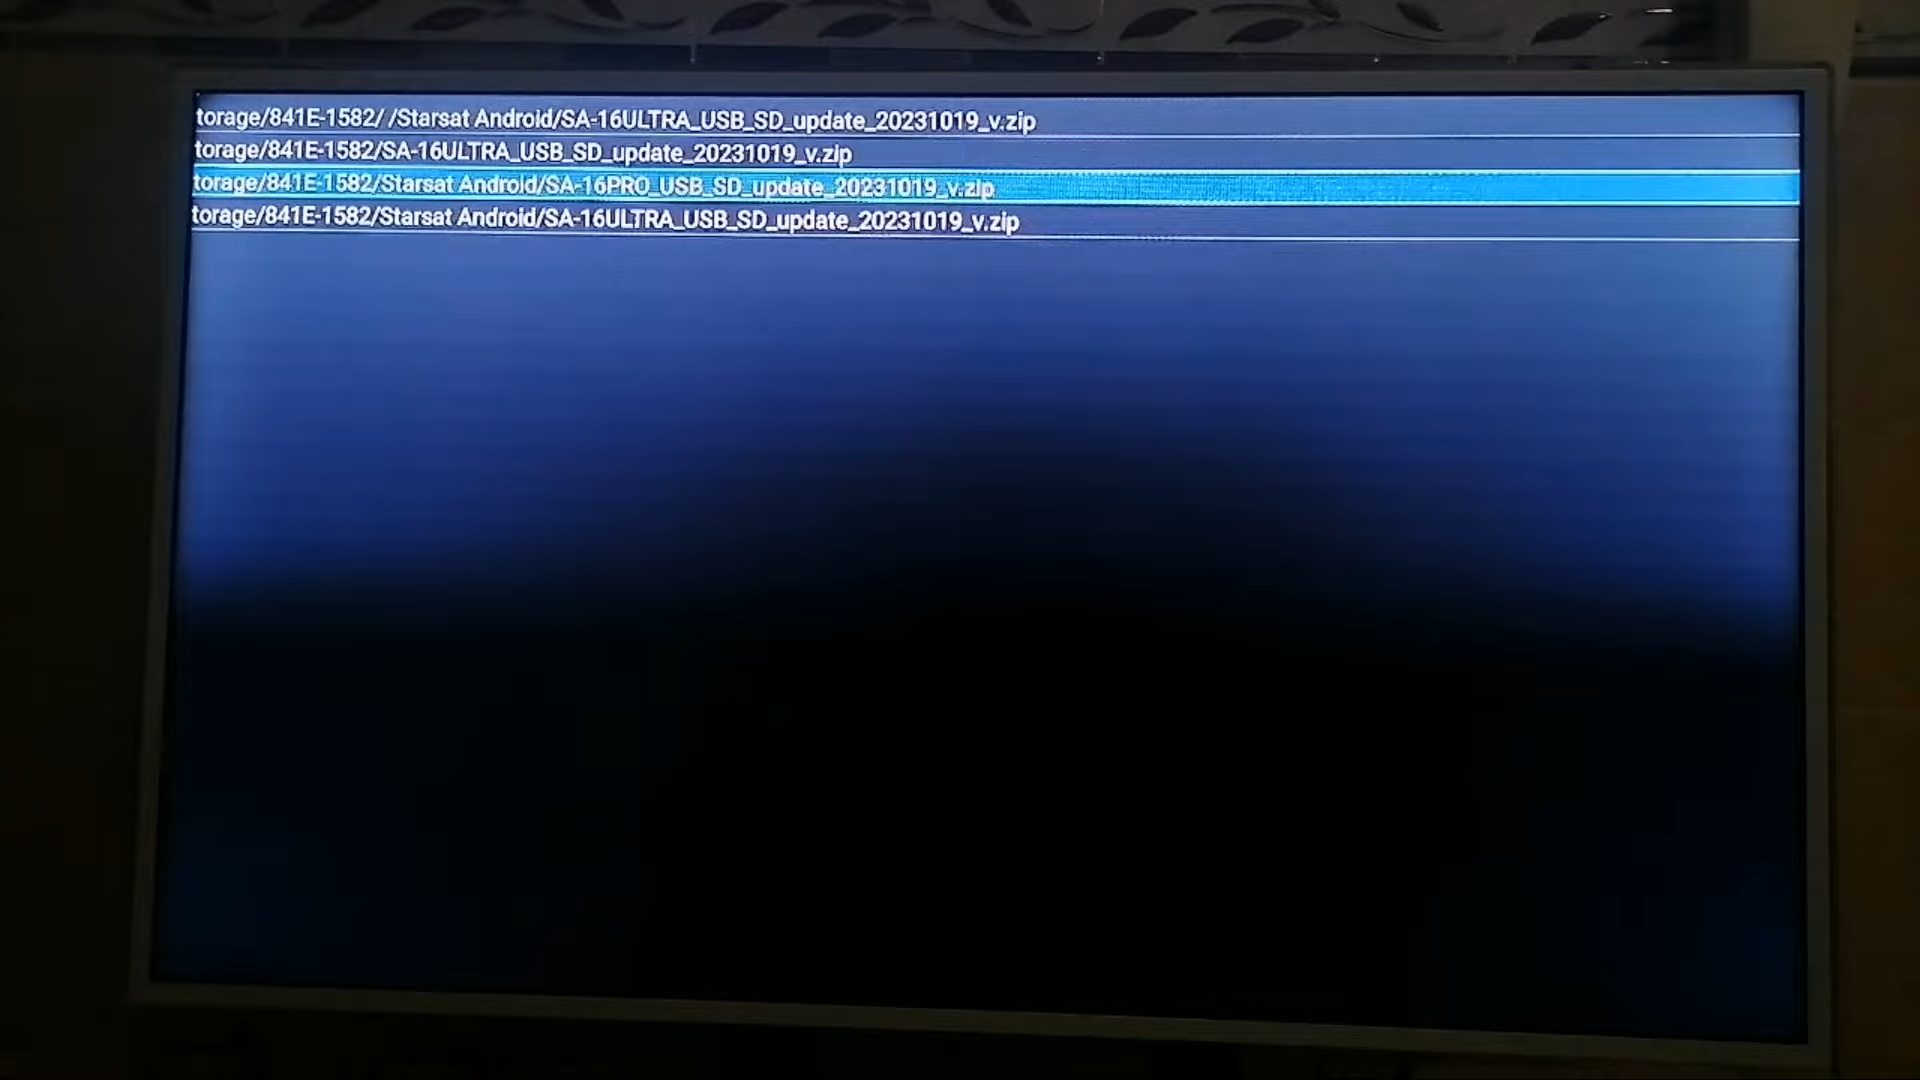 torage/841E-1582/ /Starsat Android/SA-16ULTRA_USB_SD_update_20231019_v.zip
torage/841E-1582/SA-16ULTRA_USB_SD_update_20231019_v.zip
torage/841E-1582/Starsat Android/SA-16PRO_USB_SD_update_20231019_v.zip
torage/841E-1582/Starsat Android/SA-16ULTRA_USB_SD_update_20231019_v.zip